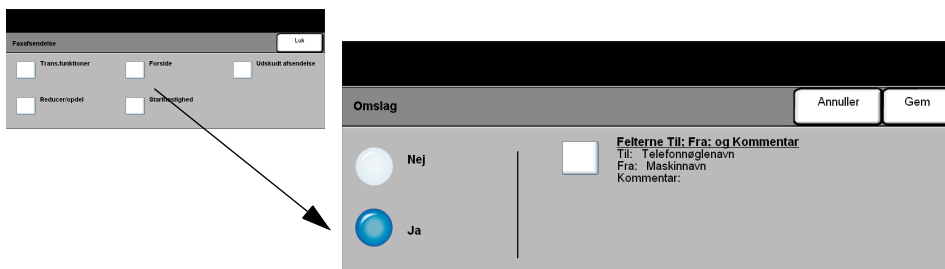 Faxafsendelse
Luk
Trans.funktioner
Forside
Udskudt afsendelse
Reducer/opdel
Starthastighed
Omslag
Annuller
Gem
Nej
Ja
Felterne Til: Fra: og Kommentar
Til: Telefonnøglenavn
Fra: Maskinnavn
Kommentar: